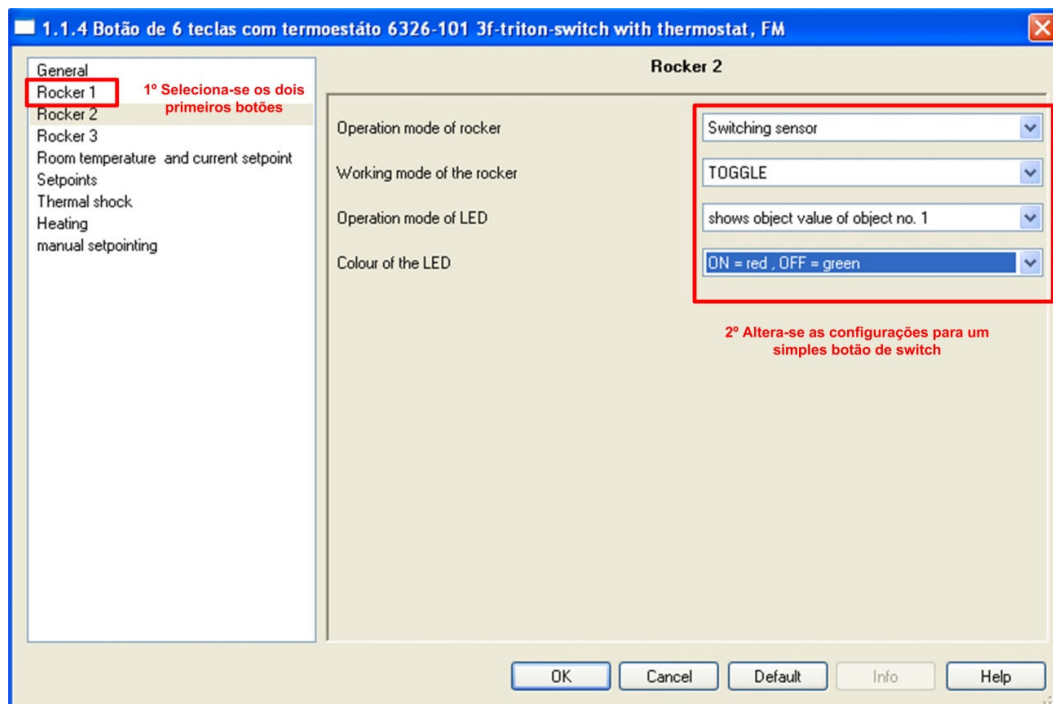 1.1.4 Botão de 6 teclas com termoestáto 6326-101 3f-triton-switch with thermostat, FM
General
Rocker 1
Rocker 2
Rocker 3
Room temperature and current setpoint
Setpoints
Thermal shock
Heating
manual setpointing
1º Seleciona-se os dois
primeiros botões
Rocker 2
Operation mode of rocker
Switching sensor
Working mode of the rocker
TOGGLE
Operation mode of LED
shows object value of object no. 1
Colour of the LED
ON = red , OFF = green
2º Altera-se as configurações para um
simples botão de switch
OK
Cancel
Default
Info
Help